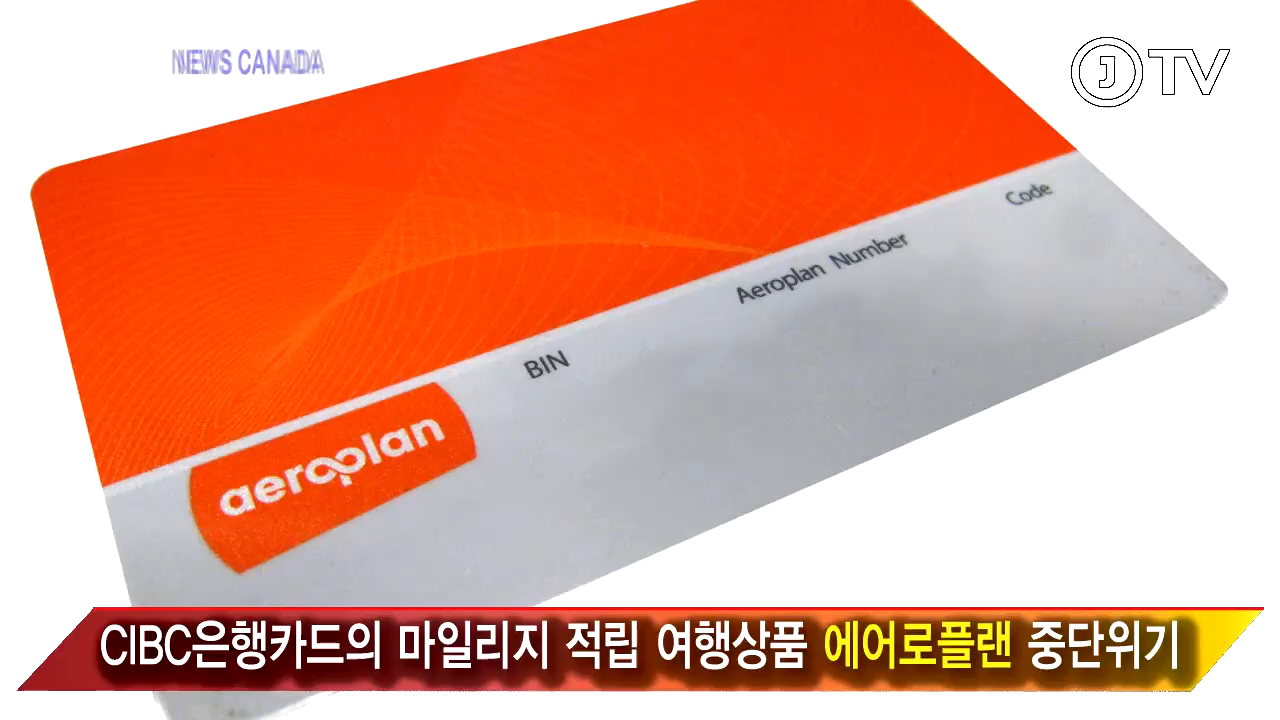 NEWS CANADA
J TV
Code
Aeroplan Number
BIN
aeroplan
CIBC은행카드의 마일리지 적립 여행상품 에어로플랜 중단위기